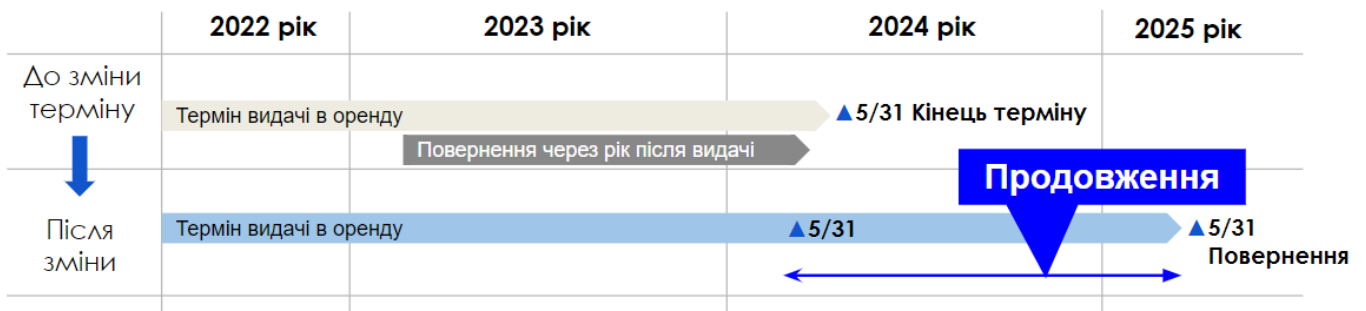 2022 рік
2023 рік
2024 рік
2025 рік
До зміни
терміну
Термін видачі в оренду
▲5/31 Кінець терміну
Повернення через рік після видачі
Продовження
Після
зміни
Термін видачі в оренду
▲5/31
▲5/31
Повернення